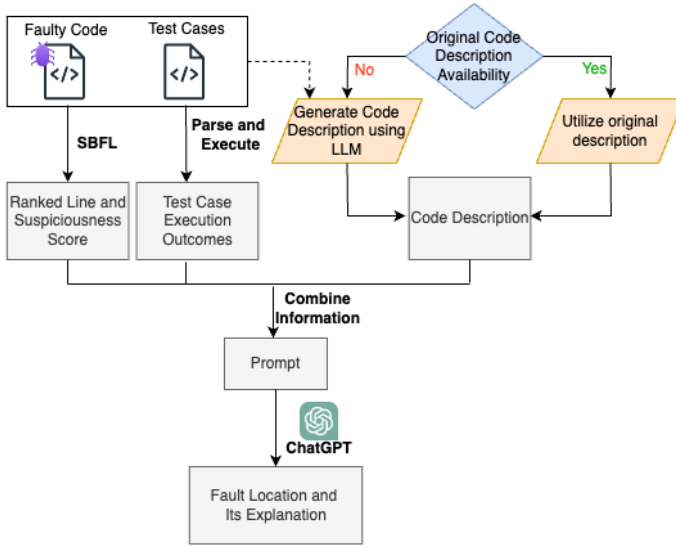 Faulty Code
Test Cases
Original Code
Description
Availability
No
Yes
Generate Code
Description using
LLM
Utilize original
description
SBFL
Parse and
Execute
Ranked Line and
Suspiciousness
Score
Test Case
Execution
Outcomes
Code Description
Combine
Information
Prompt
ChatGPT
Fault Location and
Its Explanation